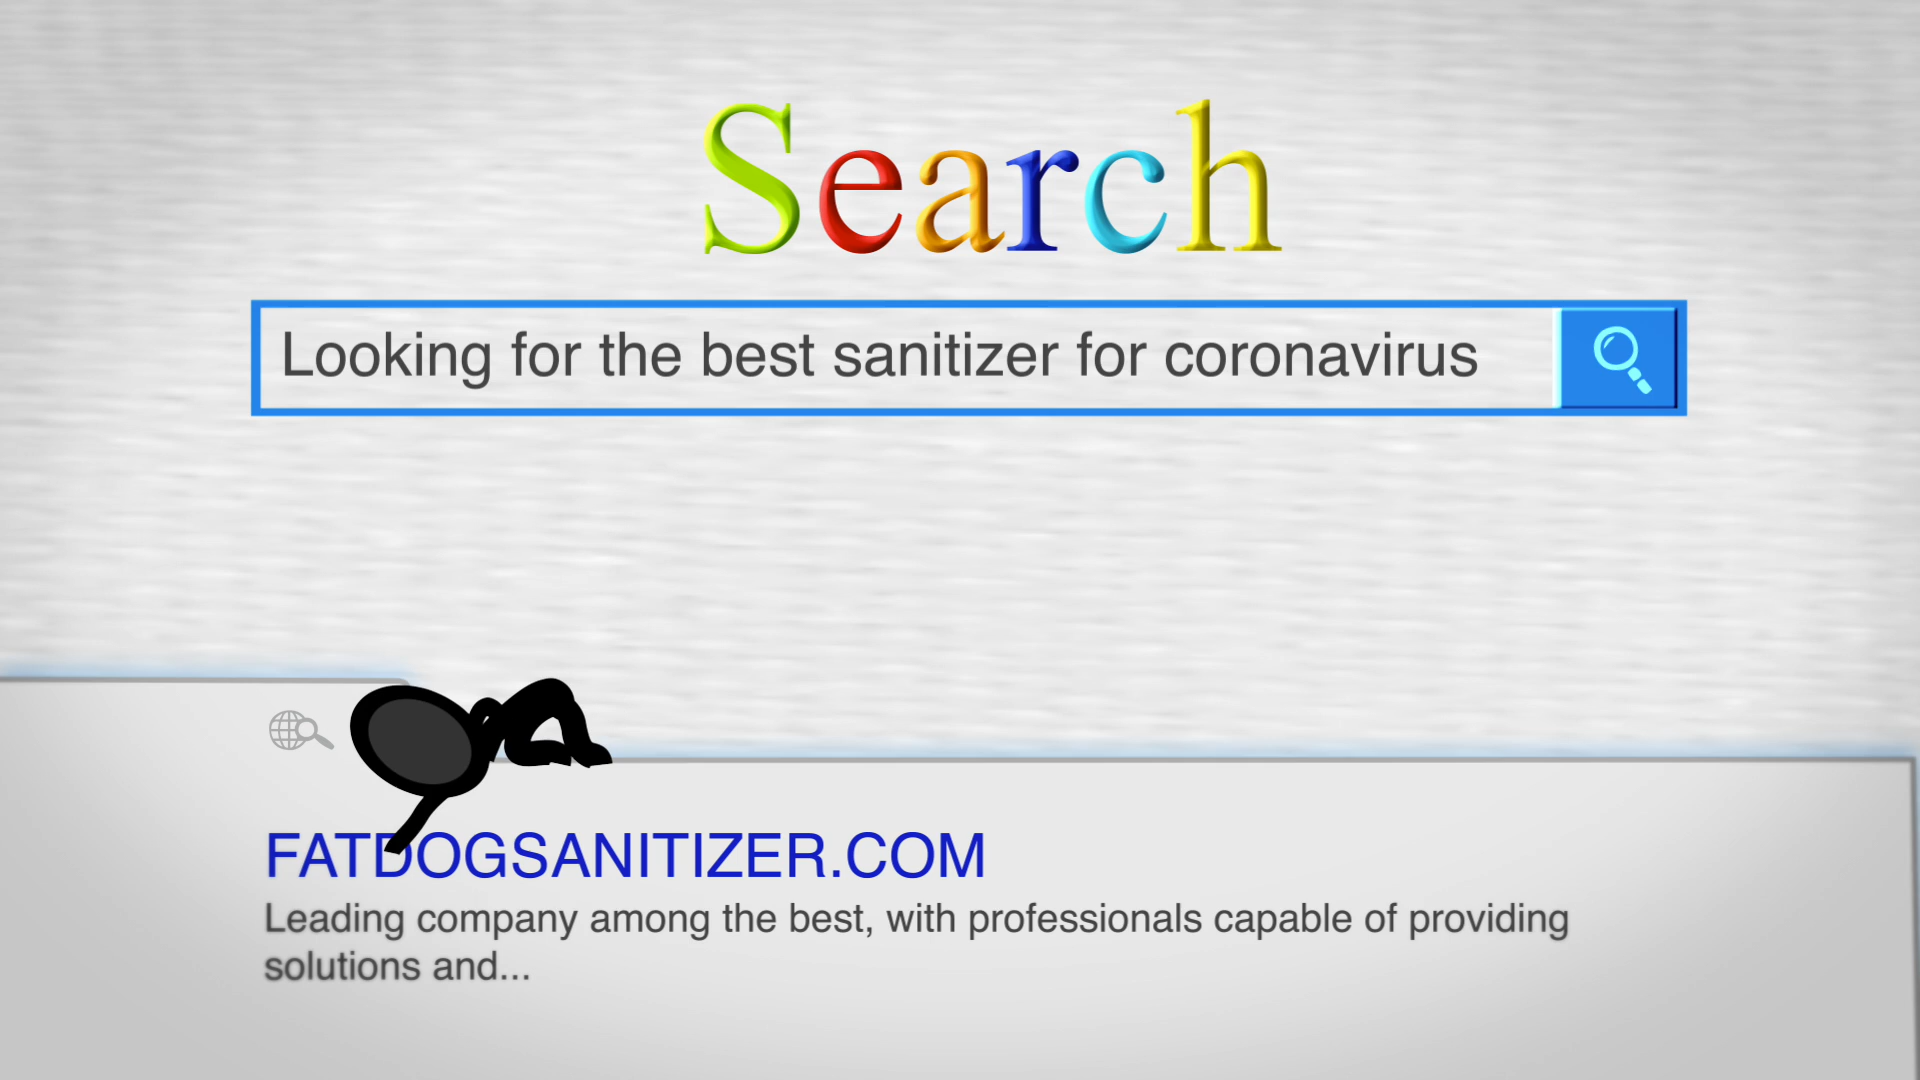 Search
Looking for the best sanitizer for coronavirus
FATDOGSANITIZER.COM
Leading company among the best, with professionals capable of providing
solutions and...